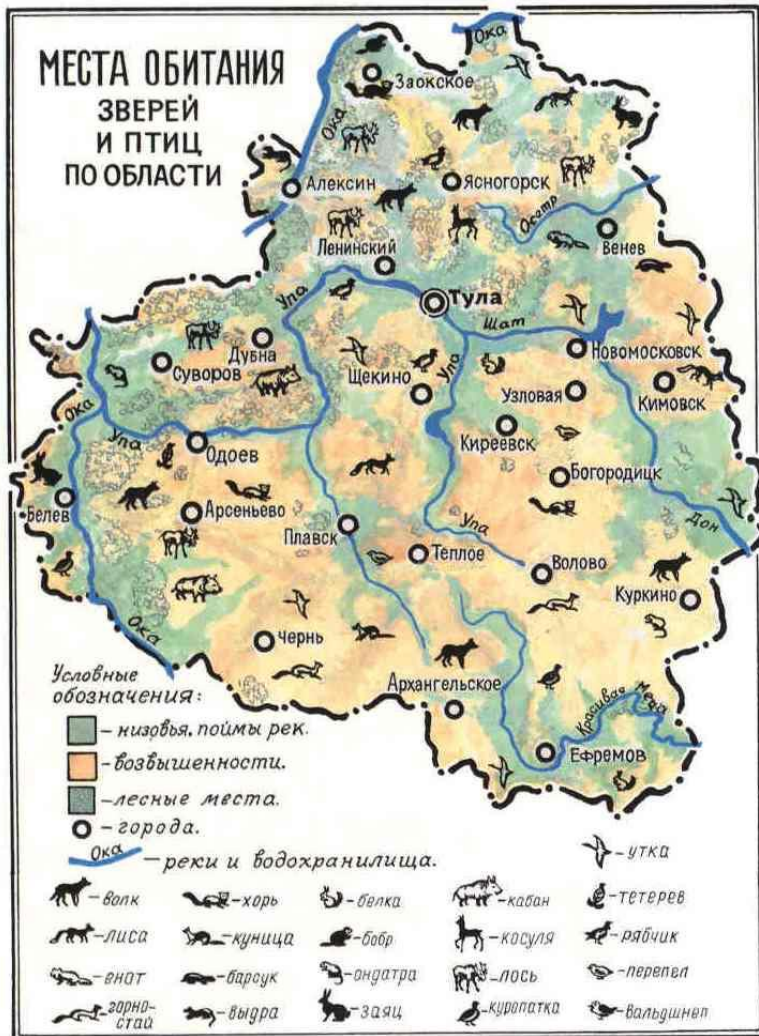 МЕСТА ОБИТАНИЯ
ЗВЕРЕЙ
И ПТИЦ
ПО ОБЛАСТИ
Ока
Заокское
Ока
Алексин
Ясногорск
Осетр
Ленинский
Венев
Упа
Тула
Шат
Новомосковск
Дубна
Суворов
Щекино
Упа
Узловая
Кимовск
Ока
Упа
Одоев
Киреевск
Богородицк
Белев
Арсеньево
Плавск
Упа
Дон
Теплое
Волово
Куркино
Ока
Чернь
Архангельское
Красивая Меча
Ефремов
Условные
обозначения:
- низовья, поймы рек.
- возвышенности.
- лесные места.
- города.
Ока - реки и водохранилища.
- утка
- волк
- хорь
- белка
- кабан
- тетерев
- лиса
- куница
- бобр
- косуля
- рябчик
- енот
- барсук
- ондатра
- лось
- перепел
- горно-
стай
- выдра
- заяц
- куропатка
- вальдшнеп